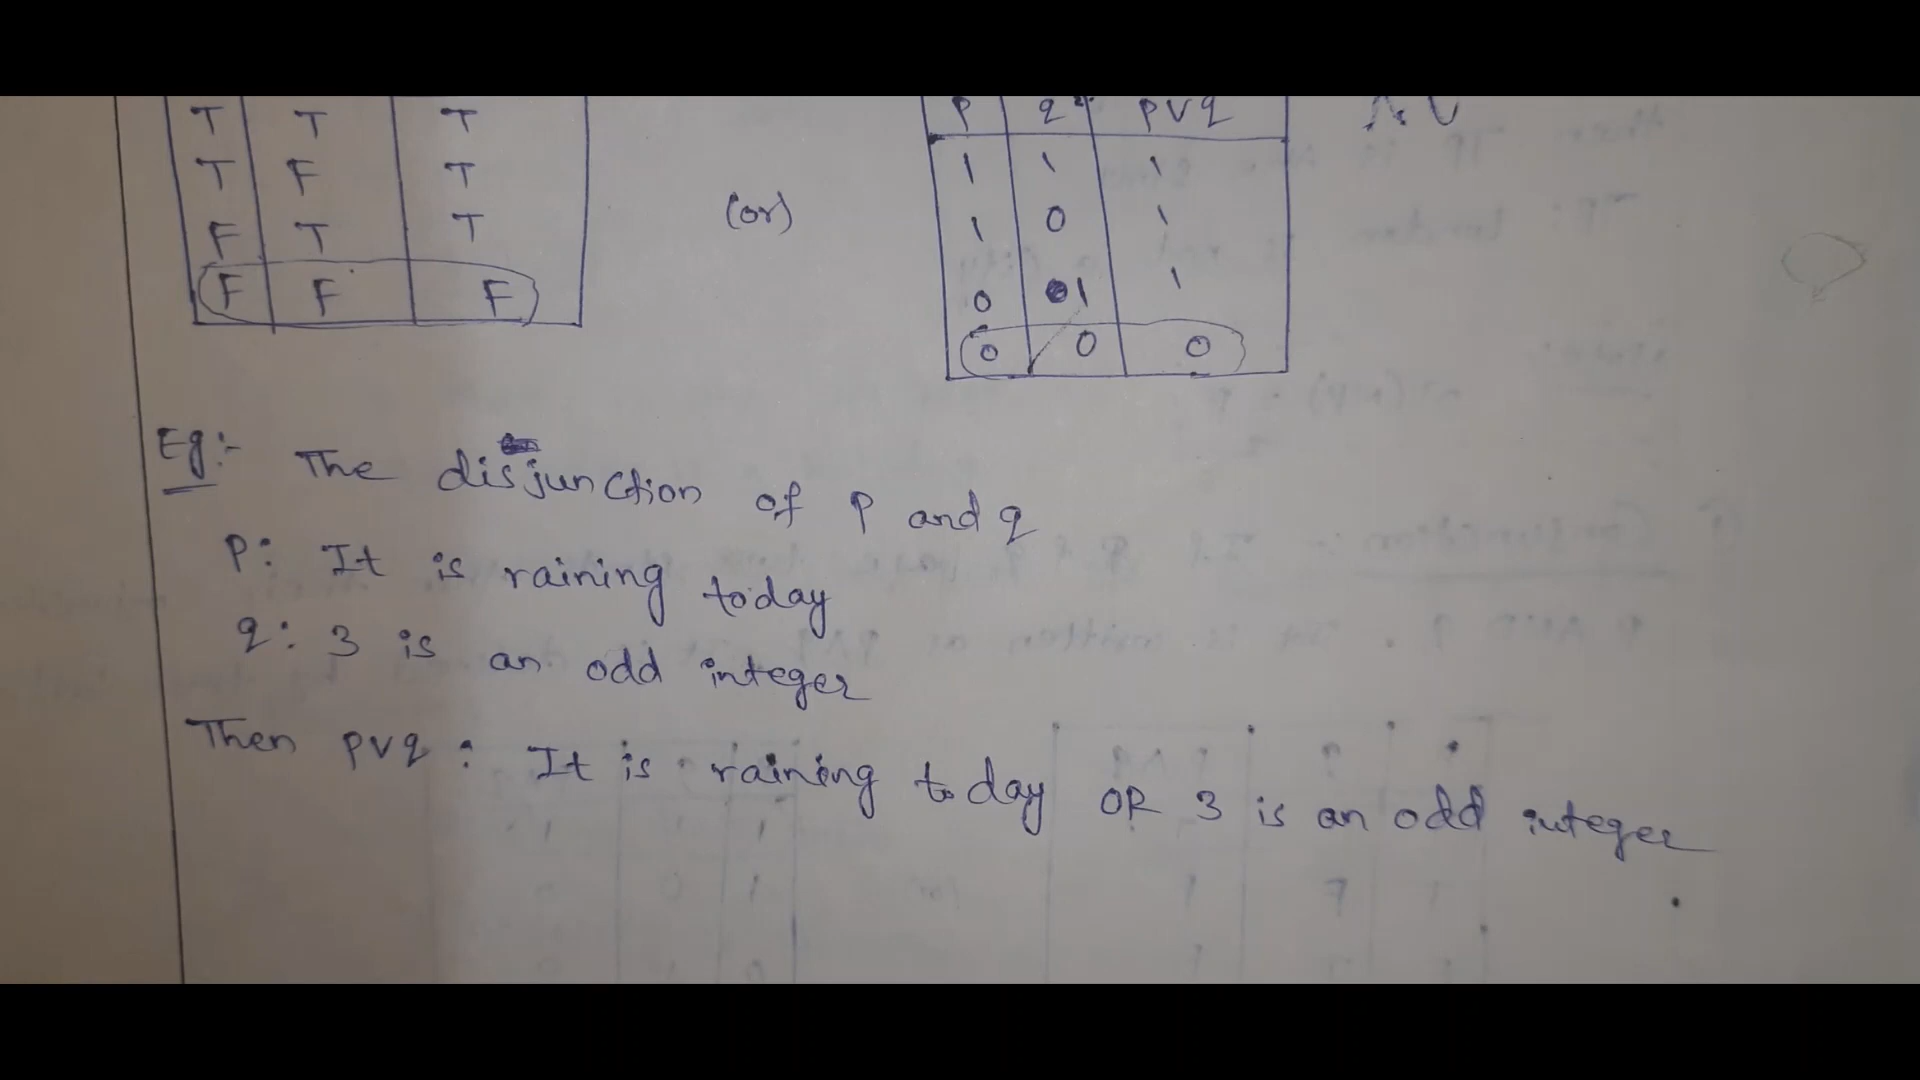 T T T
T F T
F T T
F F F
(or)
P q p∨q
1 1 1
1 0 1
0 1 1
0 0 0
Eg:- The disjunction of p and q
p: It is raining today
q: 3 is an odd integer
Then p∨q : It is raining today OR 3 is an odd integer